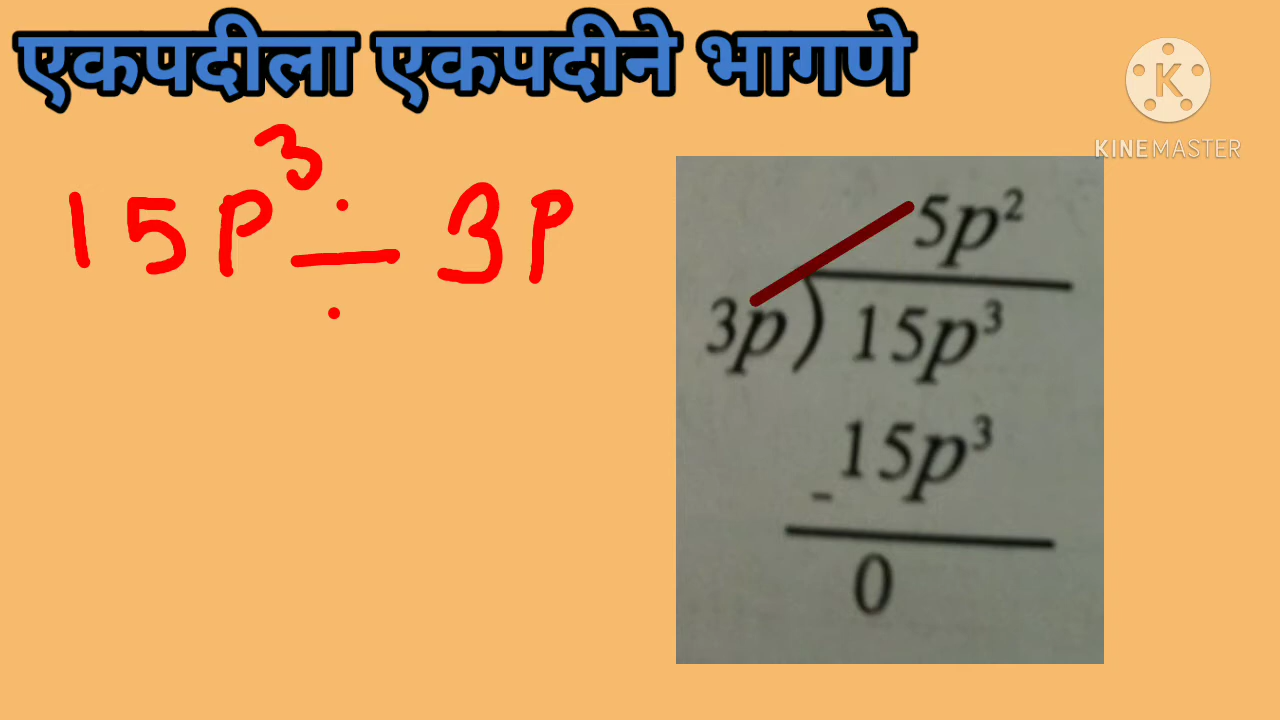 एकपदीला एकपदीने भागणे
K
KINEMASTER
15p³ ÷ 3p
5p²
3p ) 15p³
15p³
-
0